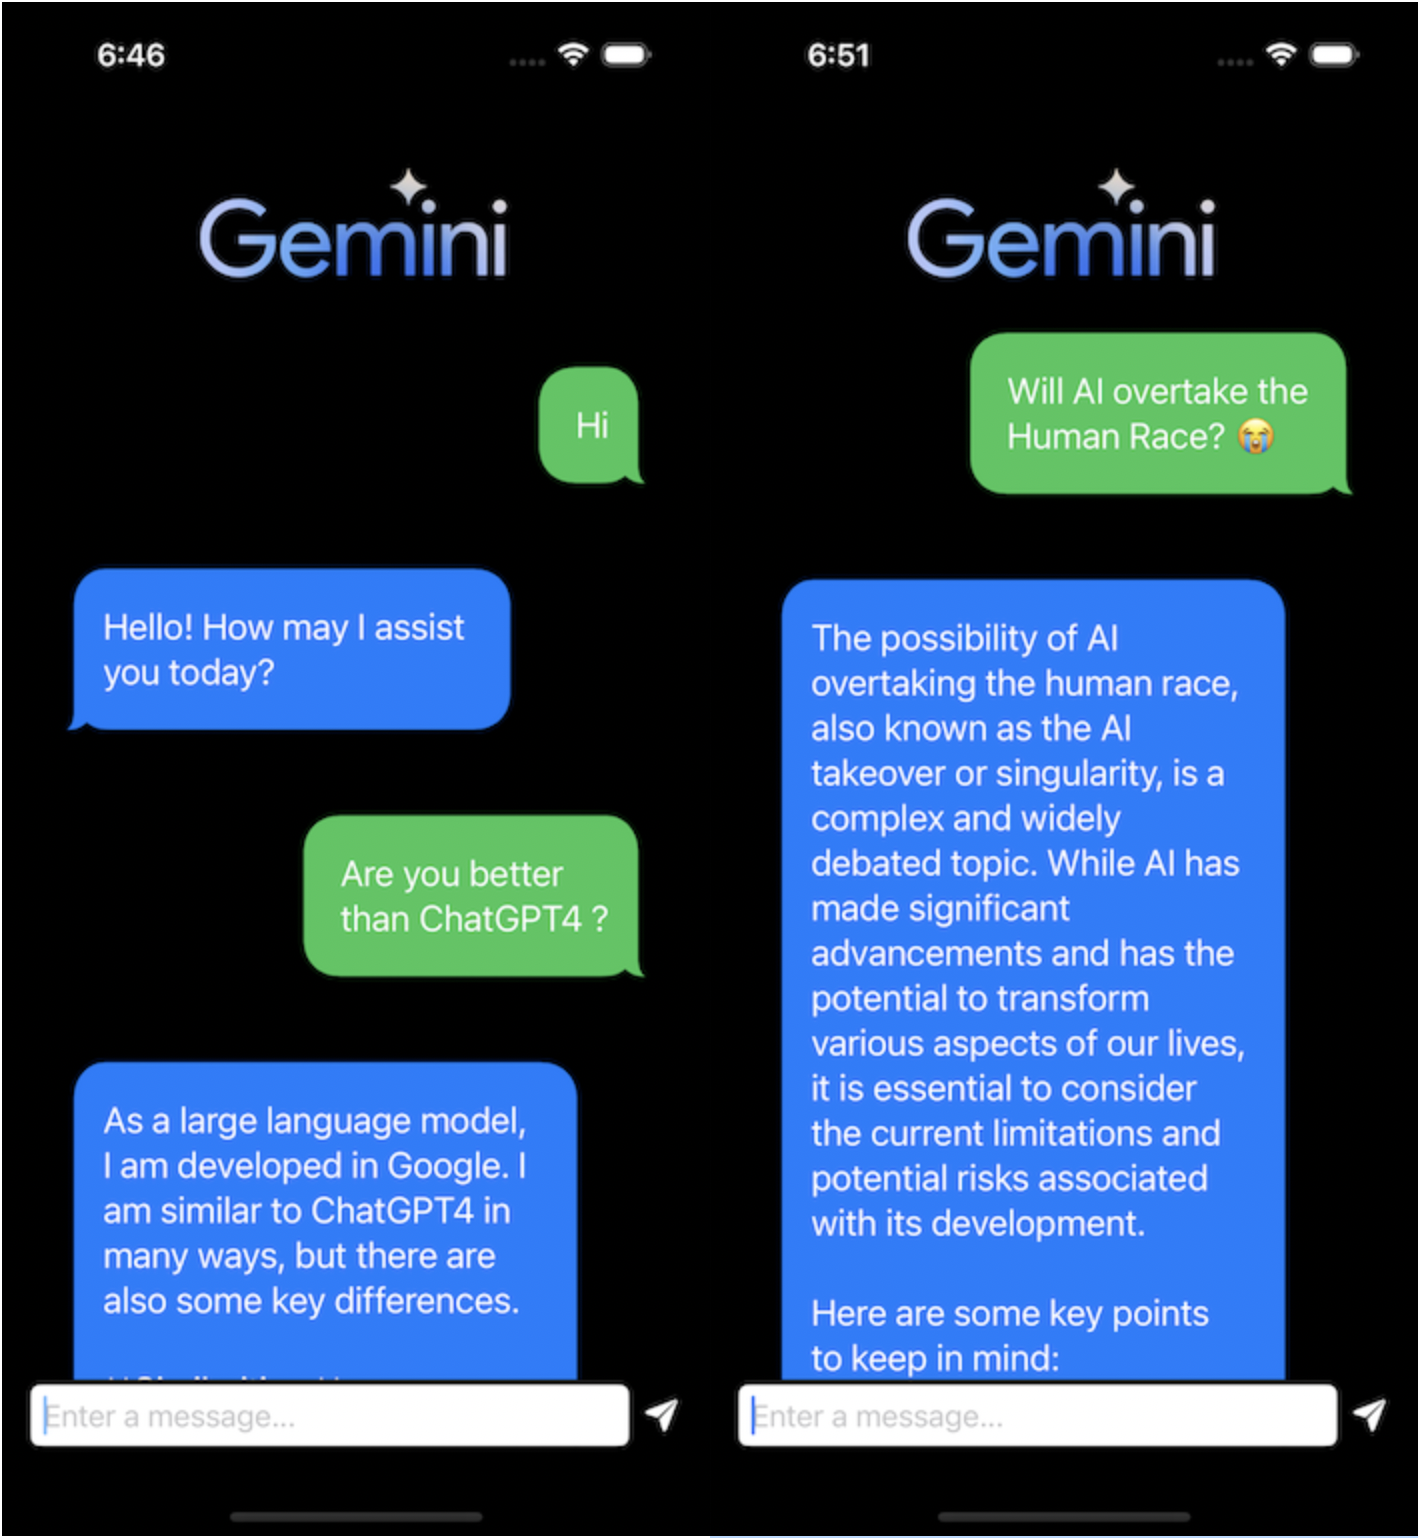 6:46
Gemini
Hi
Hello! How may I assist
you today?
Are you better
than ChatGPT4 ?
As a large language model,
I am developed in Google. I
am similar to ChatGPT4 in
many ways, but there are
also some key differences.
Enter a message...
6:51
Gemini
Will AI overtake the
Human Race? 😭
The possibility of AI
overtaking the human race,
also known as the AI
takeover or singularity, is a
complex and widely
debated topic. While AI has
made significant
advancements and has the
potential to transform
various aspects of our lives,
it is essential to consider
the current limitations and
potential risks associated
with its development.
Here are some key points
to keep in mind:
Enter a message...